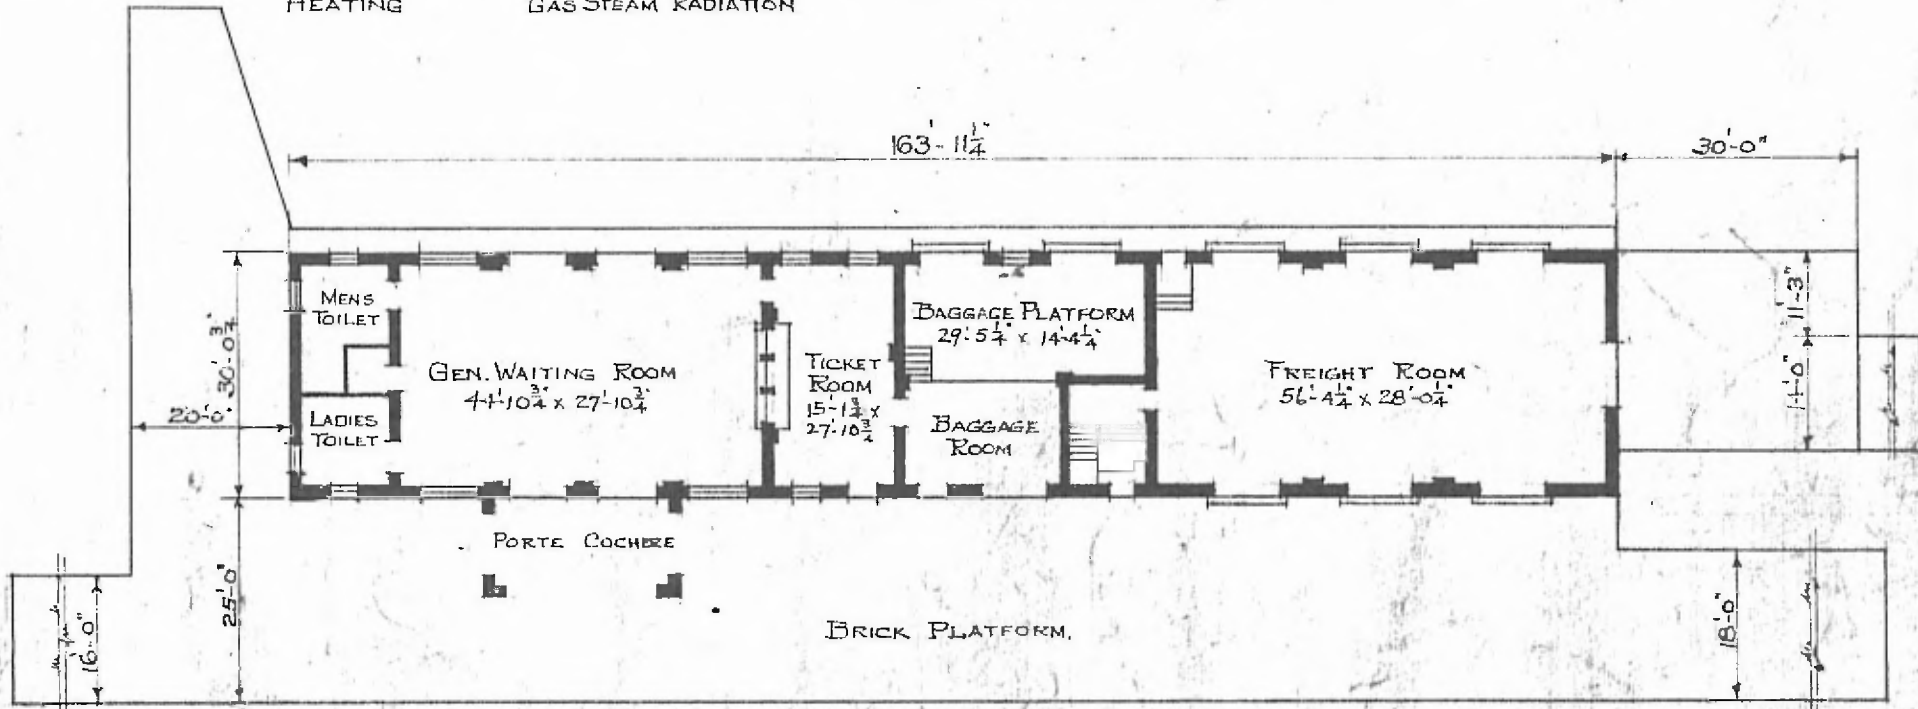 HEATING GAS STEAM RADIATION
163'-11¼"
30'-0"
MENS
TOILET
LADIES
TOILET
GEN. WAITING ROOM
44'-10¾" x 27'-10¾"
TICKET
ROOM
15'-1¾" x
27'-10¾"
BAGGAGE PLATFORM
29'-5¼" x 14'-4¼"
BAGGAGE
ROOM
FREIGHT ROOM
56'-4¼" x 28'-0¼"
11'-3"
14'-0"
30'-0¾"
20'-0"
25'-0"
16'-0"
18'-0"
PORTE COCHERE
BRICK PLATFORM.